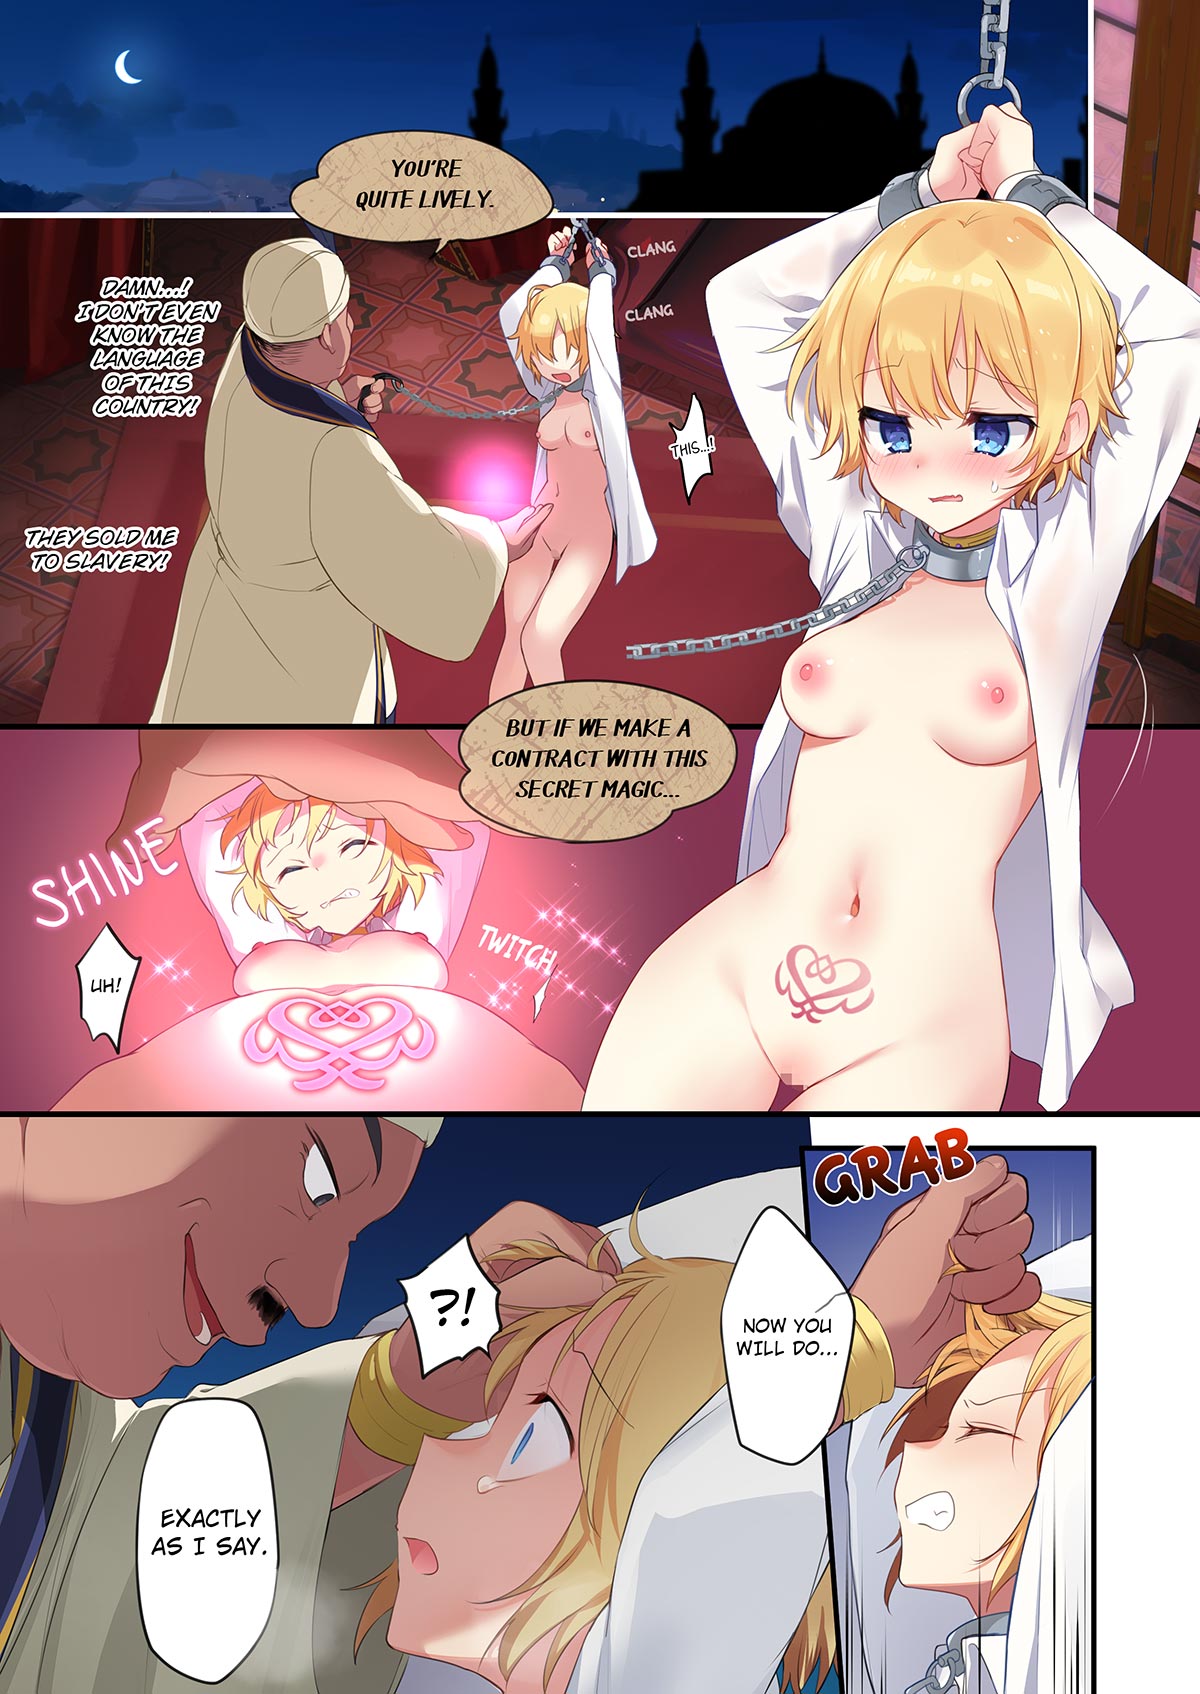 YOU'RE
QUITE LIVELY.
CLANG
CLANG
DAMN...!
I DON'T EVEN
KNOW THE
LANGUAGE
OF THIS
COUNTRY!
THIS...!
THEY SOLD ME
TO SLAVERY!
BUT IF WE MAKE A
CONTRACT WITH THIS
SECRET MAGIC...
SHINE
TWITCH
UH!
GRAB
?!
NOW YOU
WILL DO...
EXACTLY
AS I SAY.